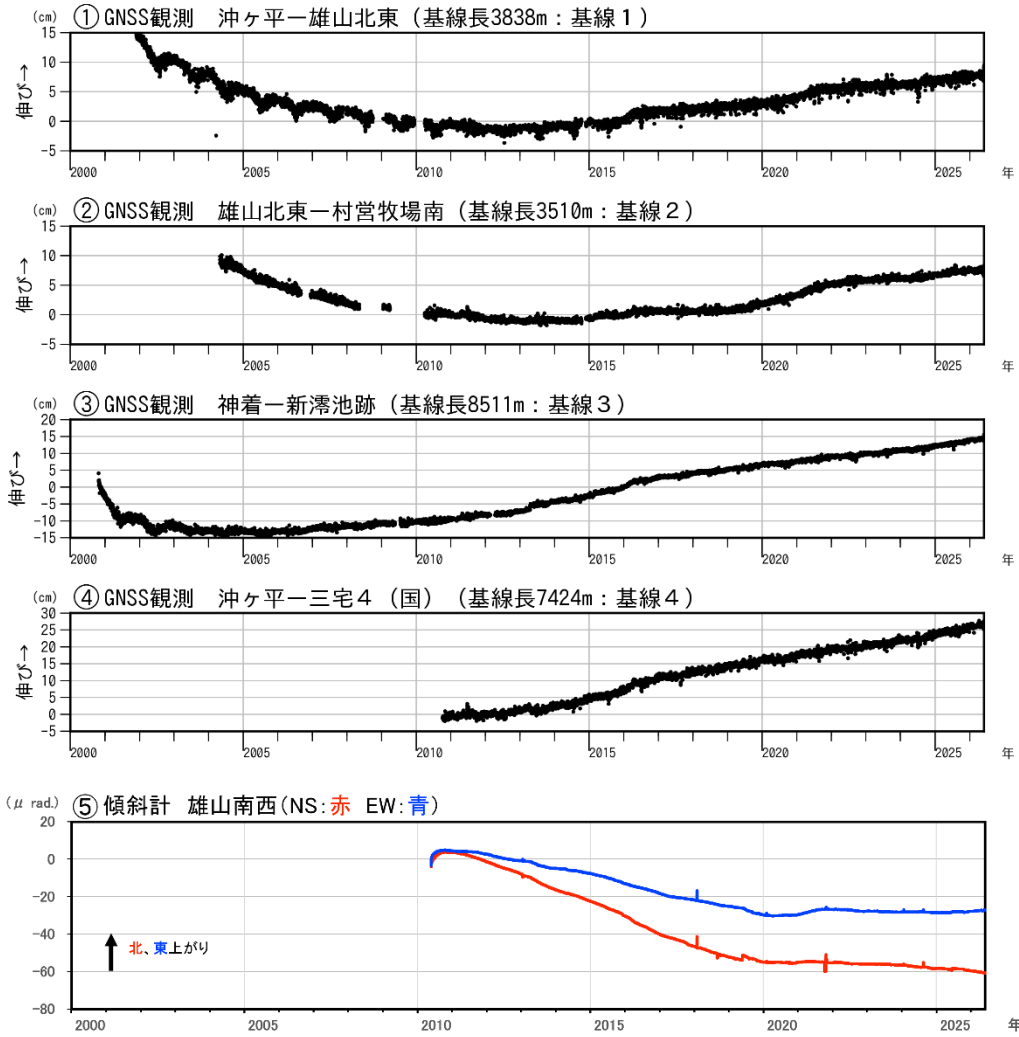 (cm) ① GNSS観測 沖ヶ平－雄山北東（基線長3838m：基線１）
15
10
5
0
-5
伸び→
2000 2005 2010 2015 2020 2025 年
(cm) ② GNSS観測 雄山北東－村営牧場南（基線長3510m：基線２）
15
10
5
0
-5
伸び→
2000 2005 2010 2015 2020 2025 年
(cm) ③ GNSS観測 神着－新澪池跡（基線長8511m：基線３）
20
15
10
5
0
-5
-10
-15
伸び→
2000 2005 2010 2015 2020 2025 年
(cm) ④ GNSS観測 沖ヶ平－三宅４（国）（基線長7424m：基線４）
30
25
20
15
10
5
0
-5
伸び→
2000 2005 2010 2015 2020 2025 年
(μ rad.) ⑤ 傾斜計 雄山南西(NS:赤 EW:青)
20
0
-20
-40
-60
-80
北、東上がり
2000 2005 2010 2015 2020 2025 年